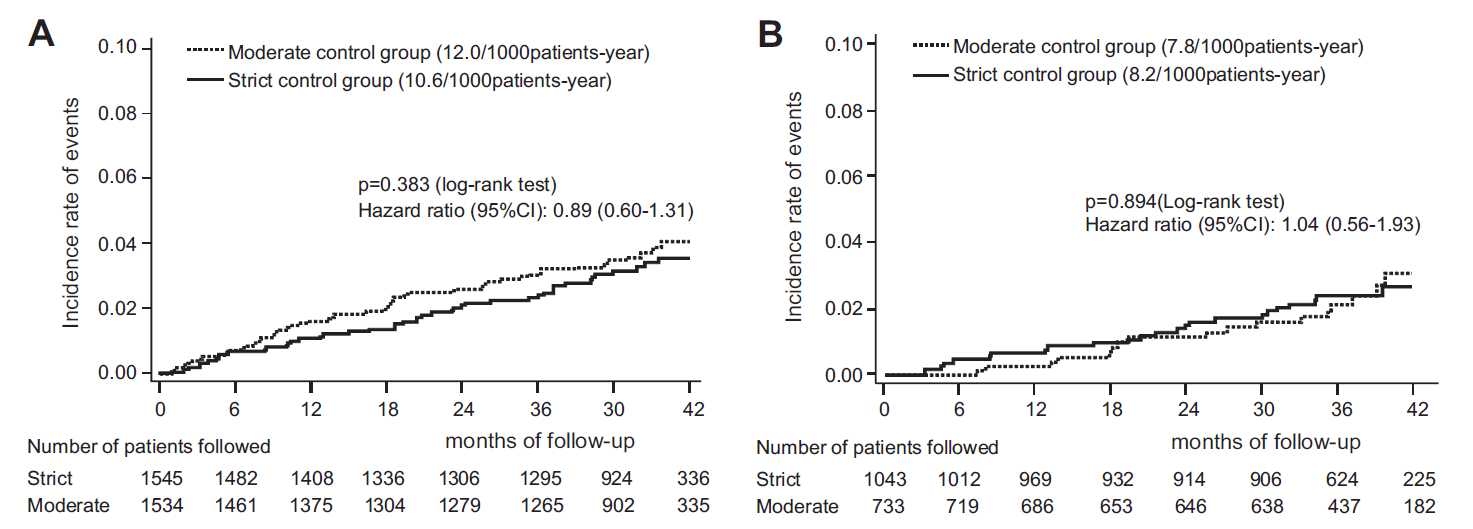 A
0.10
0.08
0.06
0.04
0.02
0.00
Incidence rate of events
Moderate control group (12.0/1000patients-year)
Strict control group (10.6/1000patients-year)
p=0.383 (log-rank test)
Hazard ratio (95%CI): 0.89 (0.60-1.31)
0 6 12 18 24 36 30 42
months of follow-up
Number of patients followed
Strict 1545 1482 1408 1336 1306 1295 924 336
Moderate 1534 1461 1375 1304 1279 1265 902 335
B
0.10
0.08
0.06
0.04
0.02
0.00
Incidence rate of events
Moderate control group (7.8/1000patients-year)
Strict control group (8.2/1000patients-year)
p=0.894(Log-rank test)
Hazard ratio (95%CI): 1.04 (0.56-1.93)
0 6 12 18 24 30 36 42
months of follow-up
Number of patients followed
Strict 1043 1012 969 932 914 906 624 225
Moderate 733 719 686 653 646 638 437 182